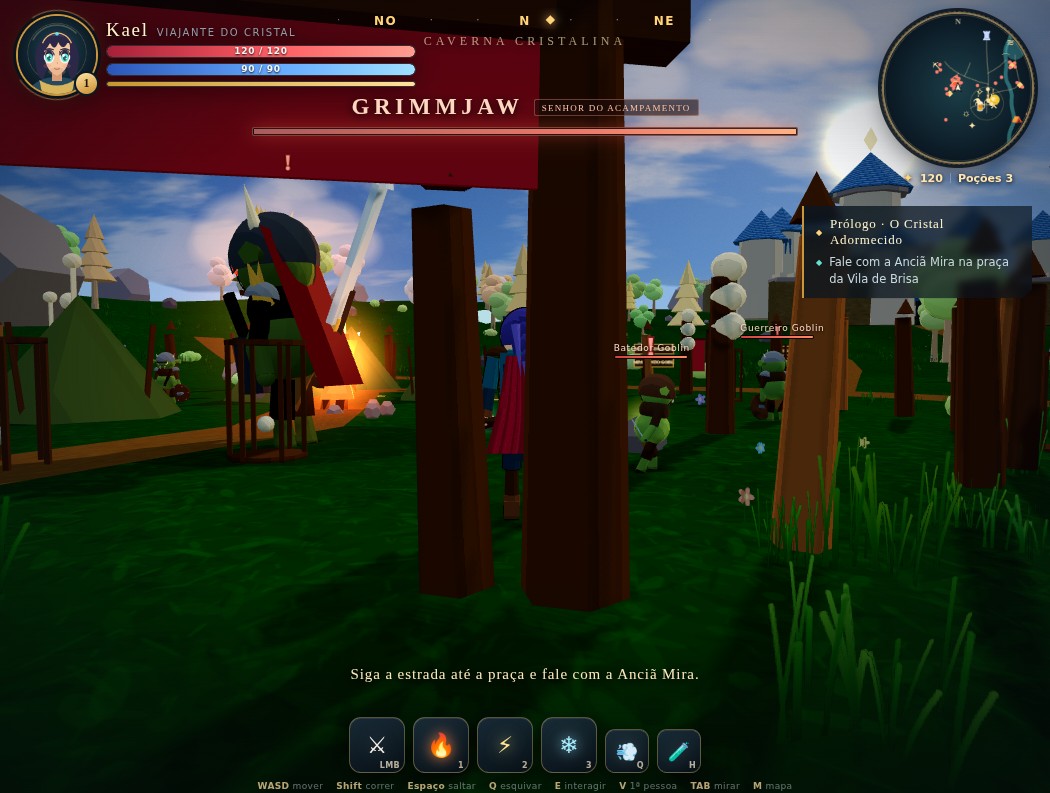 NO N NE
CAVERNA CRISTALINA
Kael VIAJANTE DO CRISTAL
120 / 120
90 / 90
1
GRIMMJAW SENHOR DO ACAMPAMENTO
!
N
120 | Poções 3
Prólogo · O Cristal
Adormecido
Fale com a Anciã Mira na praça
da Vila de Brisa
Guerreiro Goblin
Batedor Goblin
Siga a estrada até a praça e fale com a Anciã Mira.
LMB 1 2 3 Q H
WASD mover Shift correr Espaço saltar Q esquivar E interagir V 1ª pessoa TAB mirar M mapa